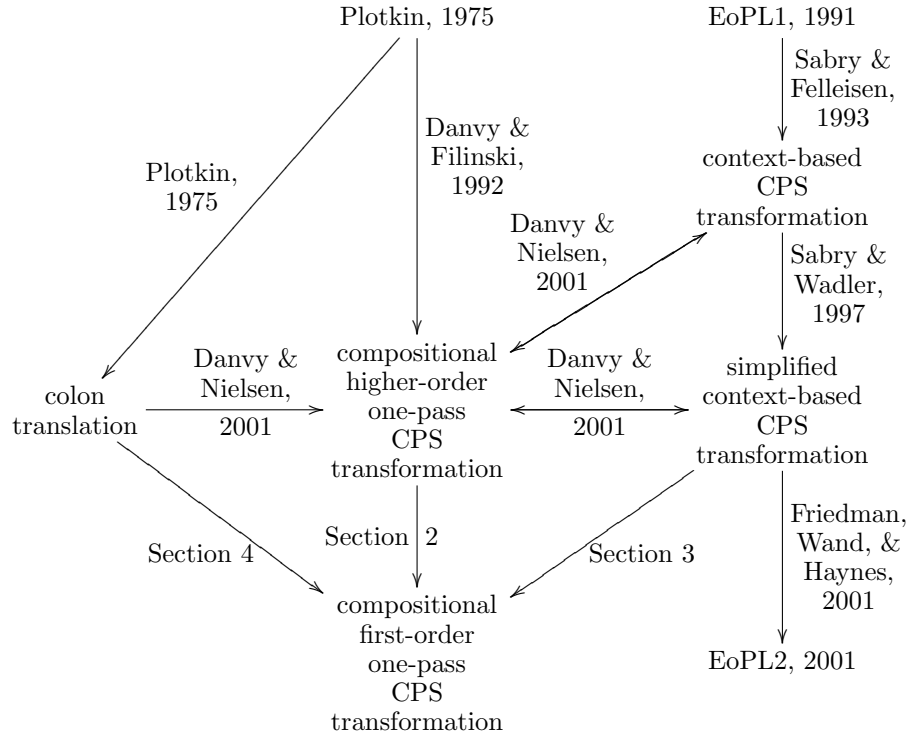 Plotkin, 1975
EoPL1, 1991
Sabry &
Felleisen,
1993
Danvy &
Filinski,
1992
Plotkin,
1975
context-based
CPS
transformation
Danvy &
Nielsen,
2001
Sabry &
Wadler,
1997
colon
translation
Danvy &
Nielsen,
2001
compositional
higher-order
one-pass
CPS
transformation
Danvy &
Nielsen,
2001
simplified
context-based
CPS
transformation
Section 4
Section 2
Section 3
Friedman,
Wand, &
Haynes,
2001
compositional
first-order
one-pass
CPS
transformation
EoPL2, 2001